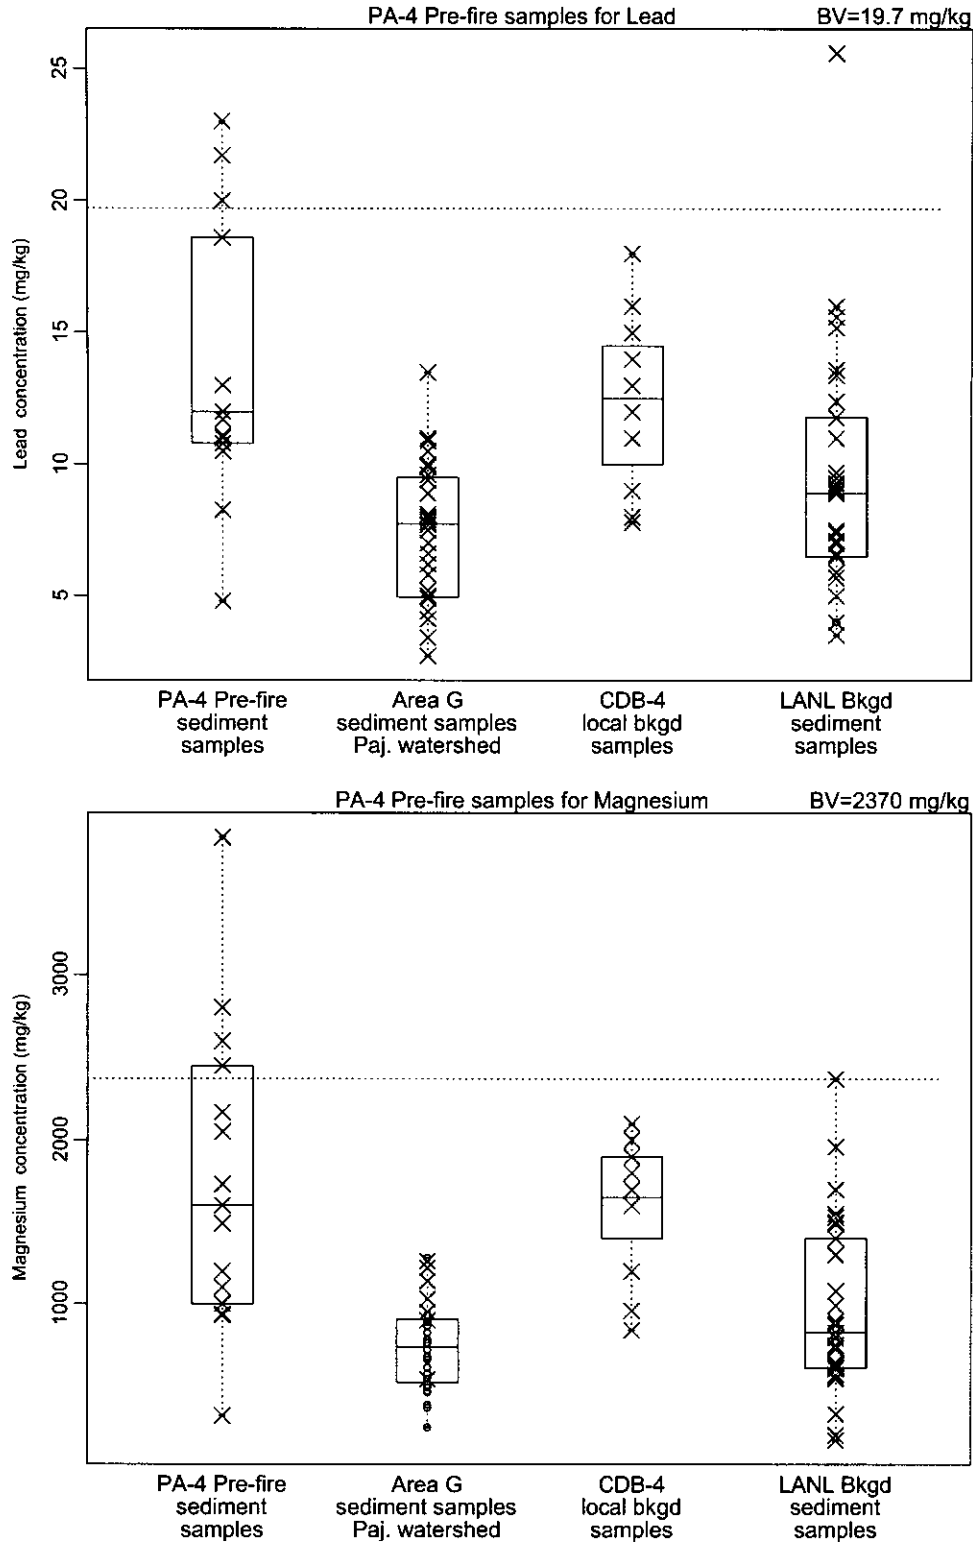 PA-4 Pre-fire samples for Lead BV=19.7 mg/kg
Lead concentration (mg/kg)
25
20
15
10
5
PA-4 Pre-fire
sediment
samples
Area G
sediment samples
Paj. watershed
CDB-4
local bkgd
samples
LANL Bkgd
sediment
samples
PA-4 Pre-fire samples for Magnesium BV=2370 mg/kg
Magnesium concentration (mg/kg)
3000
2000
1000
PA-4 Pre-fire
sediment
samples
Area G
sediment samples
Paj. watershed
CDB-4
local bkgd
samples
LANL Bkgd
sediment
samples